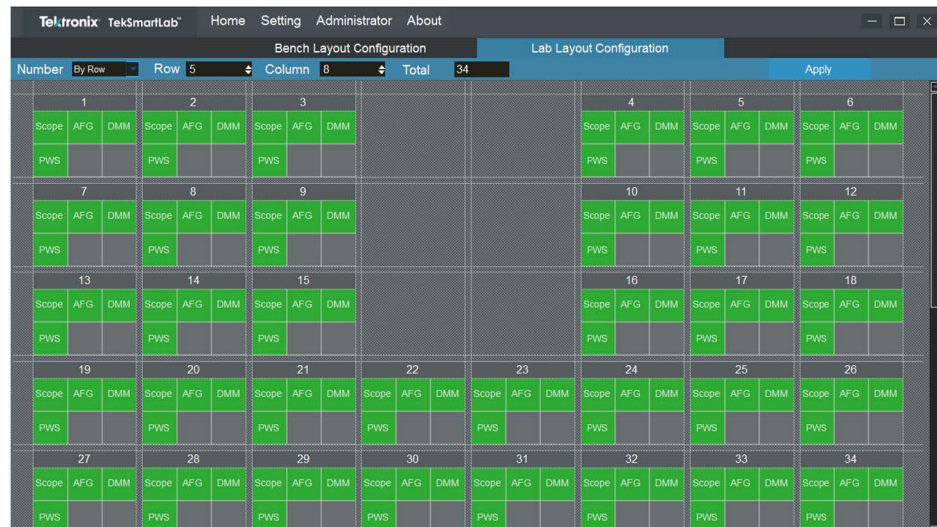 Tektronix TekSmartLab™ Home Setting Administrator About
Bench Layout Configuration Lab Layout Configuration
Number By Row Row 5 Column 8 Total 34 Apply
1 2 3 4 5 6
Scope AFG DMM Scope AFG DMM Scope AFG DMM Scope AFG DMM Scope AFG DMM Scope AFG DMM
PWS PWS PWS PWS PWS PWS
7 8 9 10 11 12
Scope AFG DMM Scope AFG DMM Scope AFG DMM Scope AFG DMM Scope AFG DMM Scope AFG DMM
PWS PWS PWS PWS PWS PWS
13 14 15 16 17 18
Scope AFG DMM Scope AFG DMM Scope AFG DMM Scope AFG DMM Scope AFG DMM Scope AFG DMM
PWS PWS PWS PWS PWS PWS
19 20 21 22 23 24 25 26
Scope AFG DMM Scope AFG DMM Scope AFG DMM Scope AFG DMM Scope AFG DMM Scope AFG DMM Scope AFG DMM Scope AFG DMM
PWS PWS PWS PWS PWS PWS PWS PWS
27 28 29 30 31 32 33 34
Scope AFG DMM Scope AFG DMM Scope AFG DMM Scope AFG DMM Scope AFG DMM Scope AFG DMM Scope AFG DMM Scope AFG DMM
PWS PWS PWS PWS PWS PWS PWS PWS